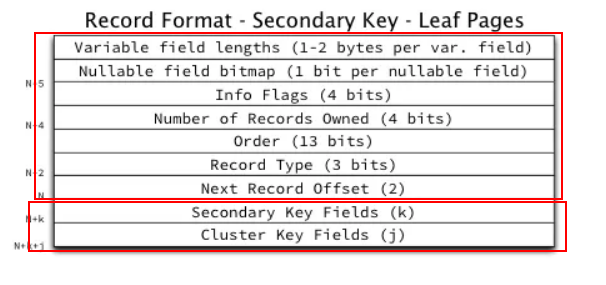 Record Format - Secondary Key - Leaf Pages
Variable field lengths (1-2 bytes per var. field)
Nullable field bitmap (1 bit per nullable field)
N-5
Info Flags (4 bits)
Number of Records Owned (4 bits)
N-4
Order (13 bits)
Record Type (3 bits)
N-2
Next Record Offset (2)
N
Secondary Key Fields (k)
N+k
Cluster Key Fields (j)
N+k+j